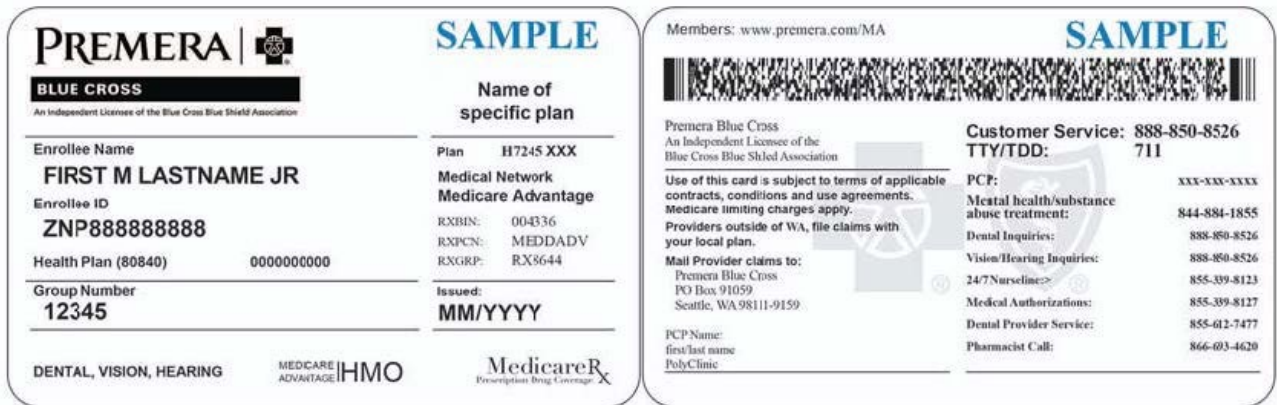 PREMERA
SAMPLE
BLUE CROSS
An Independent Licensee of the Blue Cross Blue Shield Association
Name of
specific plan
Enrollee Name
FIRST M LASTNAME JR
Enrollee ID
ZNP888888888
Health Plan (80840) 0000000000
Group Number
12345
DENTAL, VISION, HEARING
MEDICARE
ADVANTAGE HMO
Plan H7245 XXX
Medical Network
Medicare Advantage
RXBIN: 004336
RXPCN: MEDDADV
RXGRP: RX8644
Issued:
MM/YYYY
MedicareRx
Prescription Drug Coverage
Members: www.premera.com/MA
SAMPLE
Premera Blue Cross
An Independent Licensee of the
Blue Cross Blue Shiled Association
Use of this card is subject to terms of applicable
contracts, conditions and use agreements.
Medicare limiting charges apply.
Providers outside of WA, file claims with
your local plan.
Mail Provider claims to:
Premera Blue Cross
PO Box 91059
Seattle, WA 98111-9159
PCP Name:
first/last name
PolyClinic
Customer Service: 888-850-8526
TTY/TDD: 711
PCP: xxx-xxx-xxxx
Mental health/substance
abuse treatment: 844-884-1855
Dental Inquiries: 888-850-8526
Vision/Hearing Inquiries: 888-850-8526
24/7Nurseline:> 855-339-8123
Medical Authorizations: 855-339-8127
Dental Provider Service: 855-612-7477
Pharmacist Call: 866-693-4620